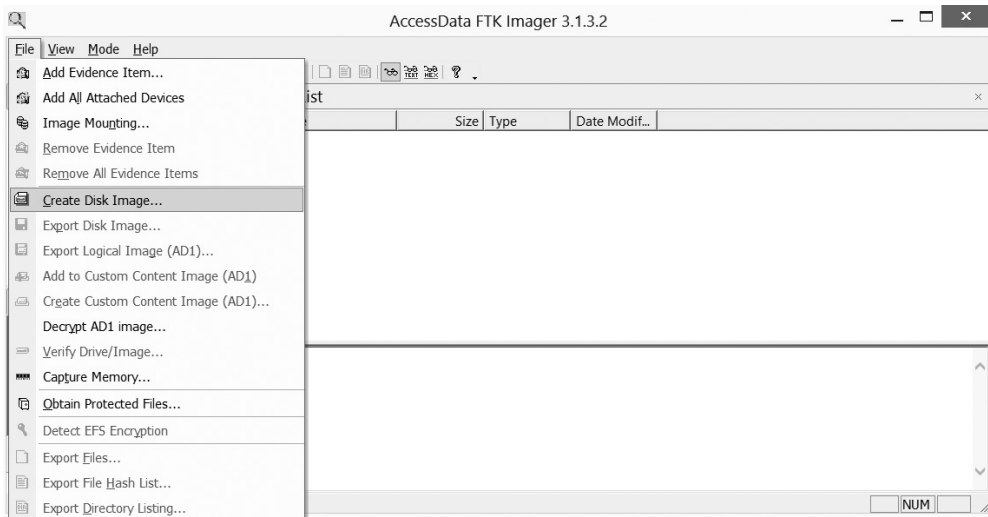 AccessData FTK Imager 3.1.3.2
File View Mode Help
Add Evidence Item...
Add All Attached Devices
ist
Image Mounting...
Size Type Date Modif...
Remove Evidence Item
Remove All Evidence Items
Create Disk Image...
Export Disk Image...
Export Logical Image (AD1)...
Add to Custom Content Image (AD1)
Create Custom Content Image (AD1)...
Decrypt AD1 image...
Verify Drive/Image...
Capture Memory...
Obtain Protected Files...
Detect EFS Encryption
Export Files...
Export File Hash List...
Export Directory Listing...
NUM